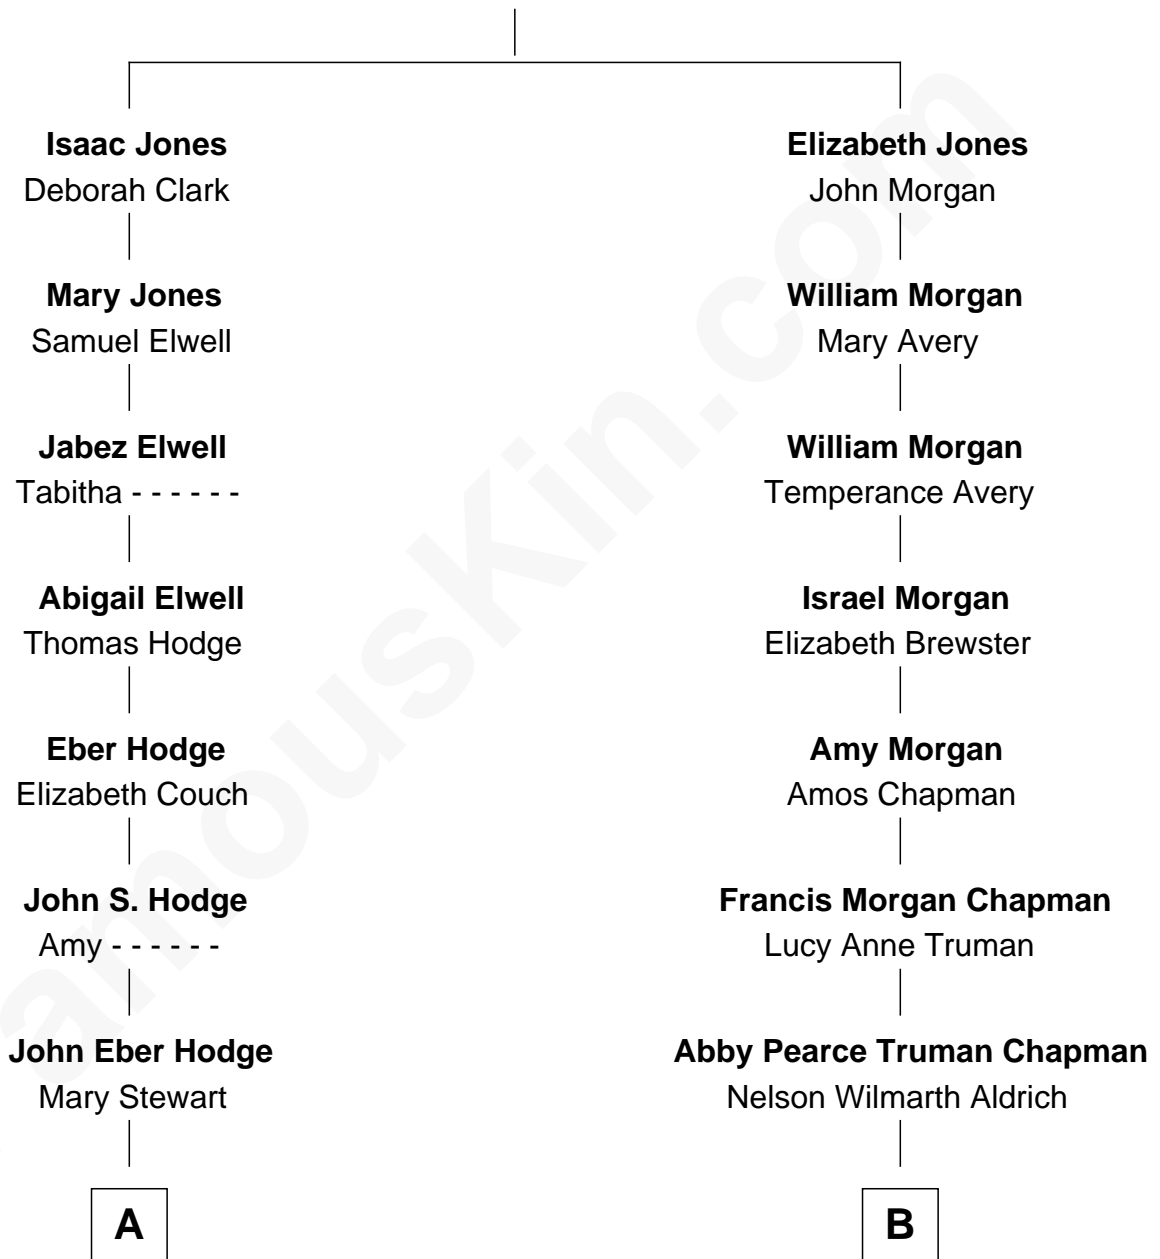 Isaac Jones
Deborah Clark
Elizabeth Jones
John Morgan
Mary Jones
Samuel Elwell
William Morgan
Mary Avery
Jabez Elwell
Tabitha - - - - - -
William Morgan
Temperance Avery
Abigail Elwell
Thomas Hodge
Israel Morgan
Elizabeth Brewster
Eber Hodge
Elizabeth Couch
Amy Morgan
Amos Chapman
John S. Hodge
Amy - - - - - -
Francis Morgan Chapman
Lucy Anne Truman
John Eber Hodge
Mary Stewart
Abby Pearce Truman Chapman
Nelson Wilmarth Aldrich
A
B
amousKin.com